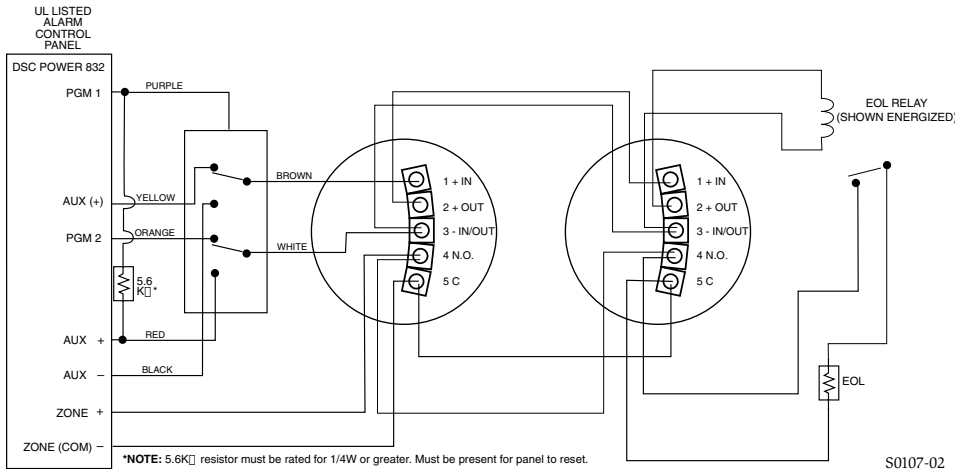 UL LISTED
ALARM
CONTROL
PANEL
DSC POWER 832
PGM 1
PURPLE
AUX (+)
YELLOW
PGM 2
ORANGE
5.6
K▯ *
AUX +
RED
AUX –
BLACK
ZONE +
ZONE (COM) –
BROWN
WHITE
1 + IN
2 + OUT
3 - IN/OUT
4 N.O.
5 C
1 + IN
2 + OUT
3 - IN/OUT
4 N.O.
5 C
EOL RELAY
(SHOWN ENERGIZED)
EOL
*NOTE: 5.6K▯ resistor must be rated for 1/4W or greater. Must be present for panel to reset.
S0107-02